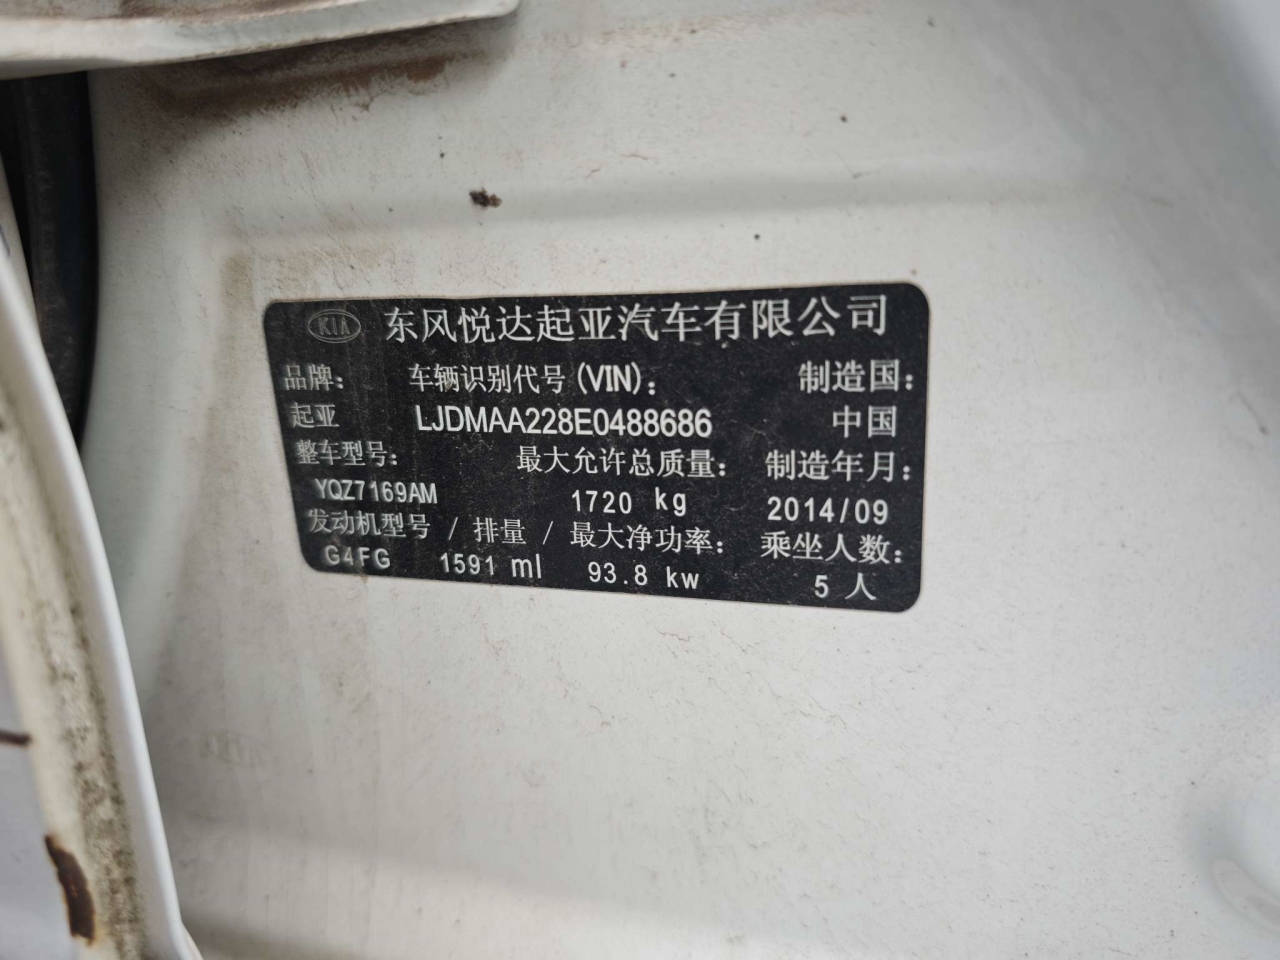 KIA 东风悦达起亚汽车有限公司
品牌: 车辆识别代号(VIN): 制造国:
起亚 LJDMAA228E0488686 中国
整车型号: 最大允许总质量: 制造年月:
YQZ7169AM 1720 kg 2014/09
发动机型号 / 排量 / 最大净功率: 乘坐人数:
G4FG 1591 ml 93.8 kw 5 人